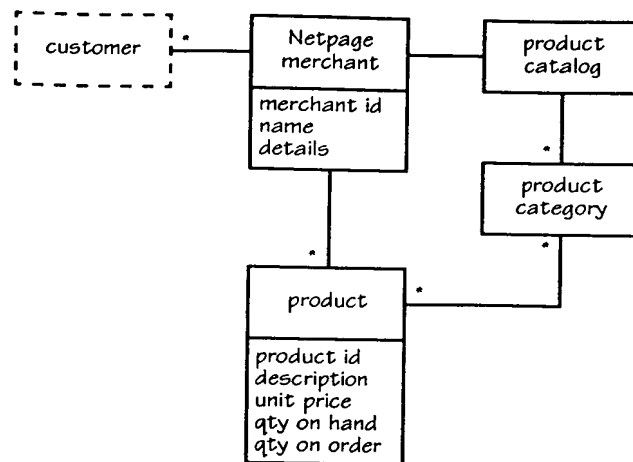 customer
*
Netpage
merchant
merchant id
name
details
product
catalog
*
product
category
*
*
*
product
product id
description
unit price
qty on hand
qty on order